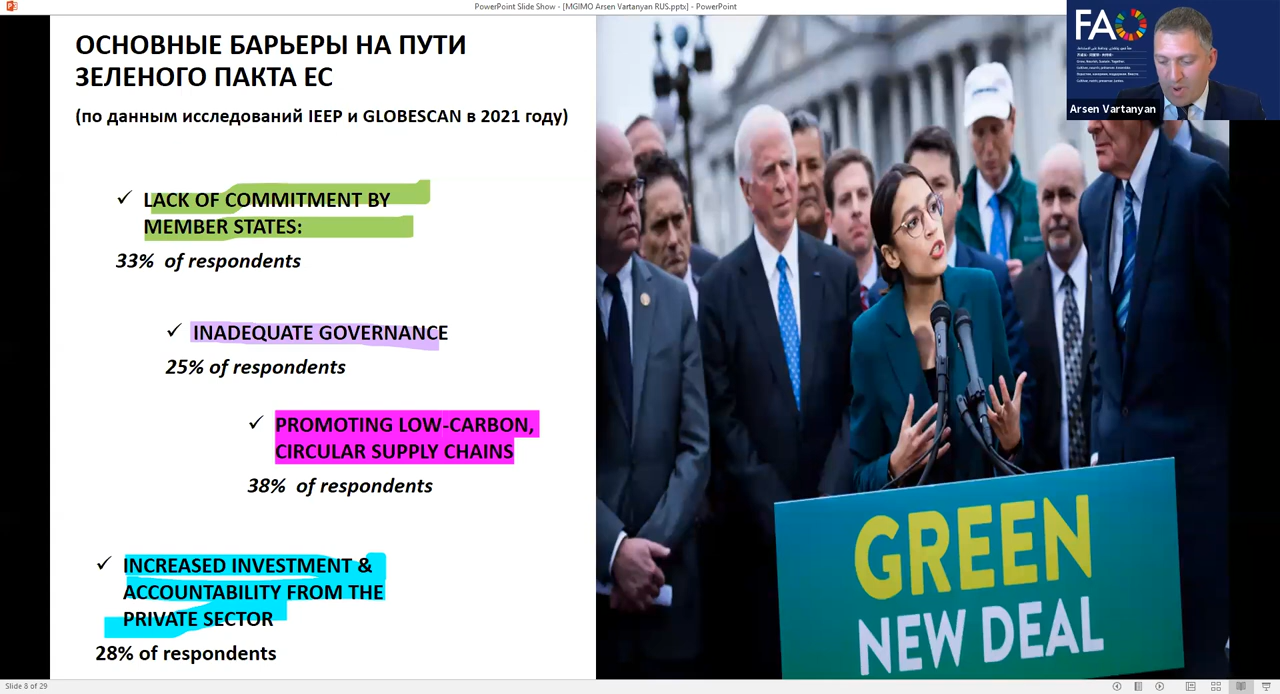 PowerPoint Slide Show - [MGIMO Arsen Vartanyan RUS.pptx] - PowerPoint
FAO
Arsen Vartanyan
ОСНОВНЫЕ БАРЬЕРЫ НА ПУТИ
ЗЕЛЕНОГО ПАКТА ЕС
(по данным исследований IEEP и GLOBESCAN в 2021 году)
✓ LACK OF COMMITMENT BY
MEMBER STATES:
33% of respondents
✓ INADEQUATE GOVERNANCE
25% of respondents
✓ PROMOTING LOW-CARBON,
CIRCULAR SUPPLY CHAINS
38% of respondents
✓ INCREASED INVESTMENT &
ACCOUNTABILITY FROM THE
PRIVATE SECTOR
28% of respondents
GREEN
NEW DEAL
Slide 8 of 29